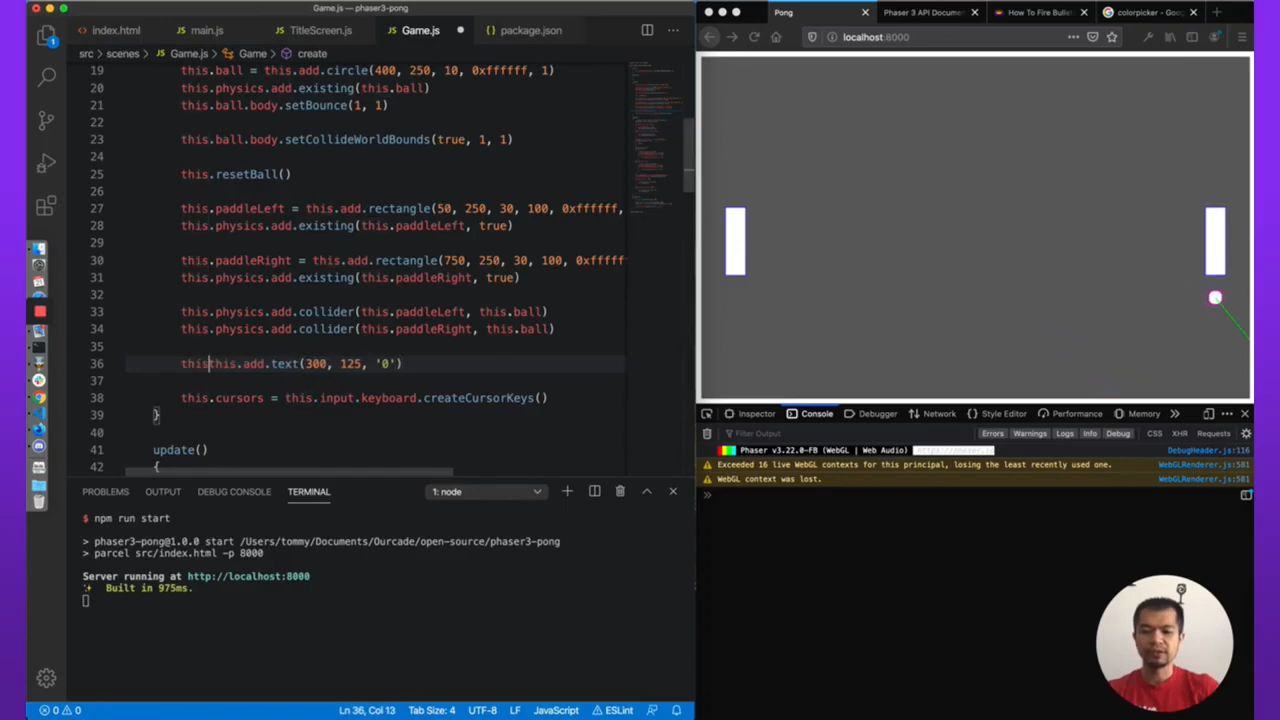 Game.js — phaser3-pong
index.html
main.js
TitleScreen.js
Game.js
package.json
src › scenes › Game.js › Game › create
19 this.ball = this.add.circle(400, 250, 10, 0xffffff, 1)
20 this.physics.add.existing(this.ball)
21 this.ball.body.setBounce(1, 1)
22
23 this.ball.body.setCollideWorldBounds(true, 1, 1)
24
25 this.resetBall()
26
27 this.paddleLeft = this.add.rectangle(50, 250, 30, 100, 0xffffff,
28 this.physics.add.existing(this.paddleLeft, true)
29
30 this.paddleRight = this.add.rectangle(750, 250, 30, 100, 0xfffff
31 this.physics.add.existing(this.paddleRight, true)
32
33 this.physics.add.collider(this.paddleLeft, this.ball)
34 this.physics.add.collider(this.paddleRight, this.ball)
35
36 thisthis.add.text(300, 125, '0')
37
38 this.cursors = this.input.keyboard.createCursorKeys()
39 }
40
41 update()
42 {
PROBLEMS OUTPUT DEBUG CONSOLE TERMINAL 1: node
$ npm run start
> phaser3-pong@1.0.0 start /Users/tommy/Documents/Ourcade/open-source/phaser3-pong
> parcel src/index.html -p 8000
Server running at http://localhost:8000
Built in 975ms.
0 0 Ln 36, Col 13 Tab Size: 4 UTF-8 LF JavaScript ESLint
Pong
Phaser 3 API Documen
How To Fire Bullet
colorpicker - Goog
localhost:8000
Inspector Console Debugger Network Style Editor Performance Memory
Filter Output Errors Warnings Logs Info Debug CSS XHR Requests
Phaser v3.22.0-FB (WebGL | Web Audio) DebugHeader.js:116
Exceeded 16 live WebGL contexts for this principal, losing the least recently used one. WebGLRenderer.js:581
WebGL context was lost. WebGLRenderer.js:581